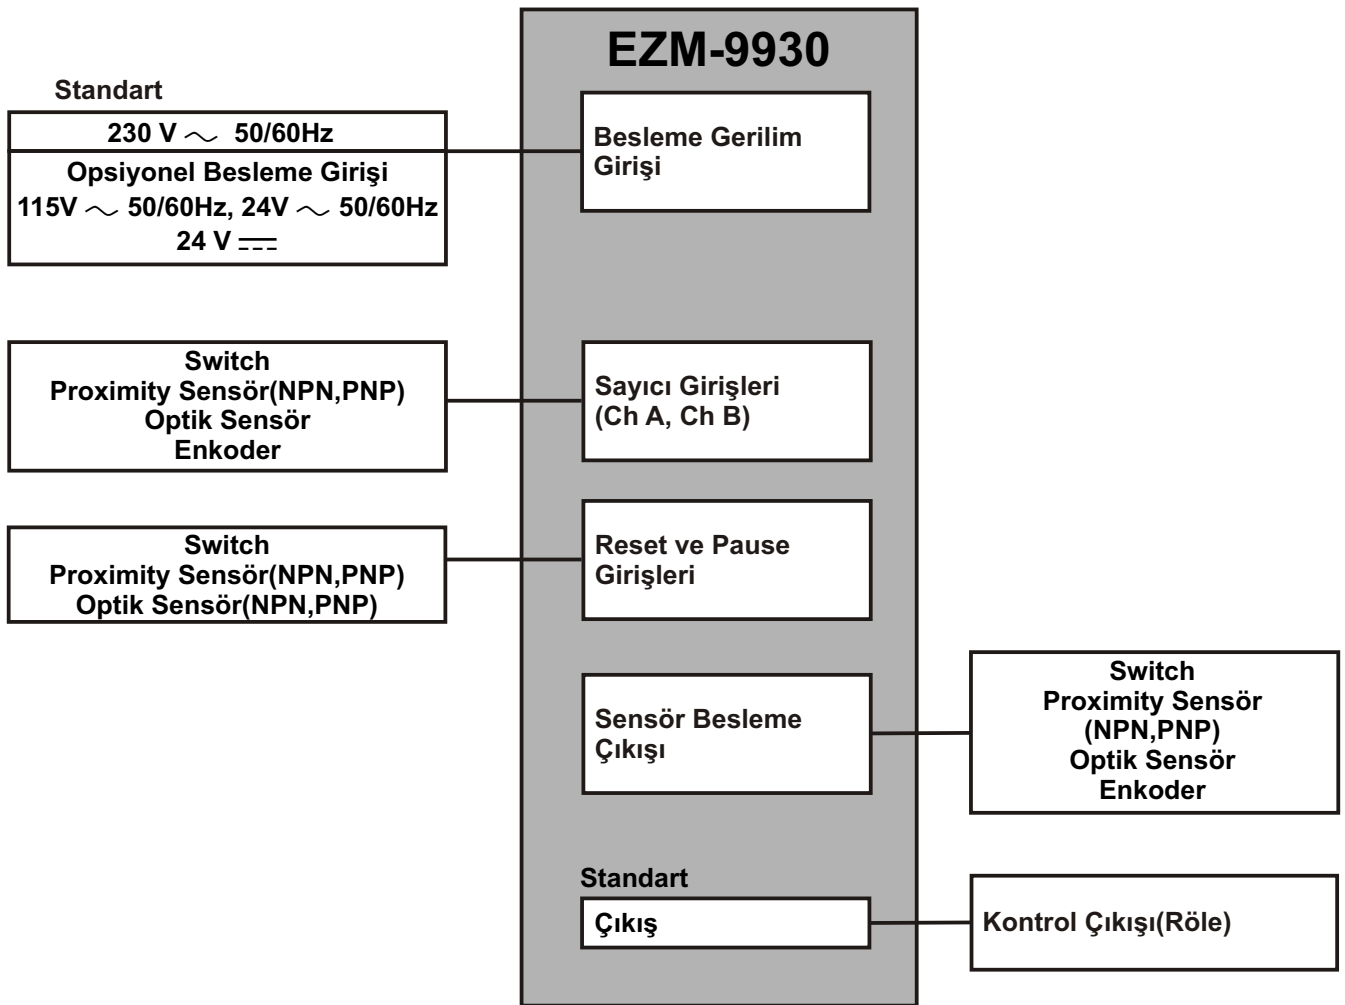 EZM-9930
Standart
230 V ~ 50/60Hz
Opsiyonel Besleme Girişi
115V ~ 50/60Hz, 24V ~ 50/60Hz
24 V ⎓
Besleme Gerilim
Girişi
Switch
Proximity Sensör(NPN,PNP)
Optik Sensör
Enkoder
Sayıcı Girişleri
(Ch A, Ch B)
Switch
Proximity Sensör(NPN,PNP)
Optik Sensör(NPN,PNP)
Reset ve Pause
Girişleri
Sensör Besleme
Çıkışı
Switch
Proximity Sensör
(NPN,PNP)
Optik Sensör
Enkoder
Standart
Çıkış
Kontrol Çıkışı(Röle)